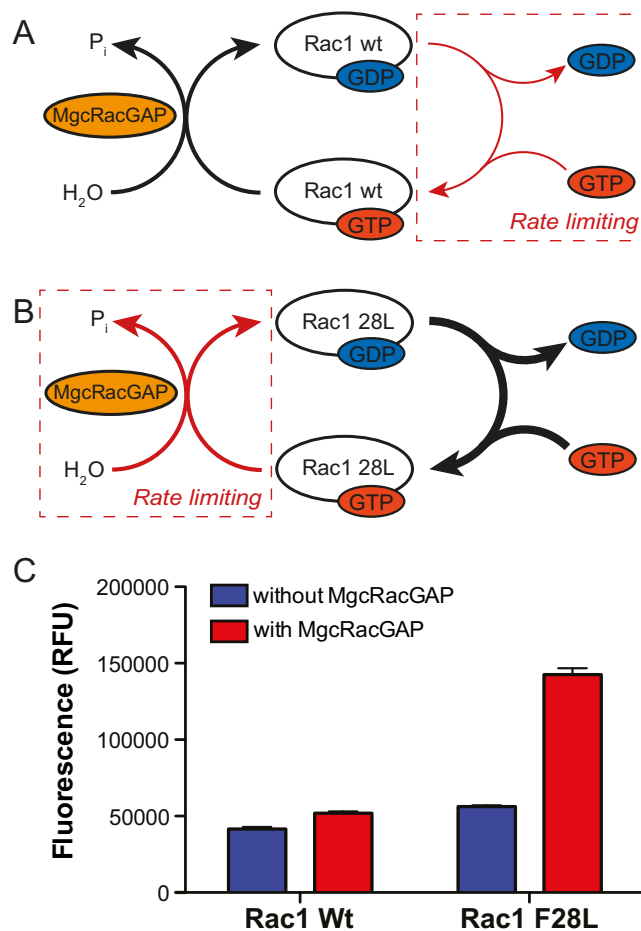 A
Pi
Rac1 wt
GDP
GDP
MgcRacGAP
H2O
Rac1 wt
GTP
GTP
Rate limiting
B
Pi
Rac1 28L
GDP
GDP
MgcRacGAP
H2O
Rac1 28L
GTP
GTP
Rate limiting
C
Fluorescence (RFU)
200000
150000
100000
50000
0
without MgcRacGAP
with MgcRacGAP
Rac1 Wt
Rac1 F28L